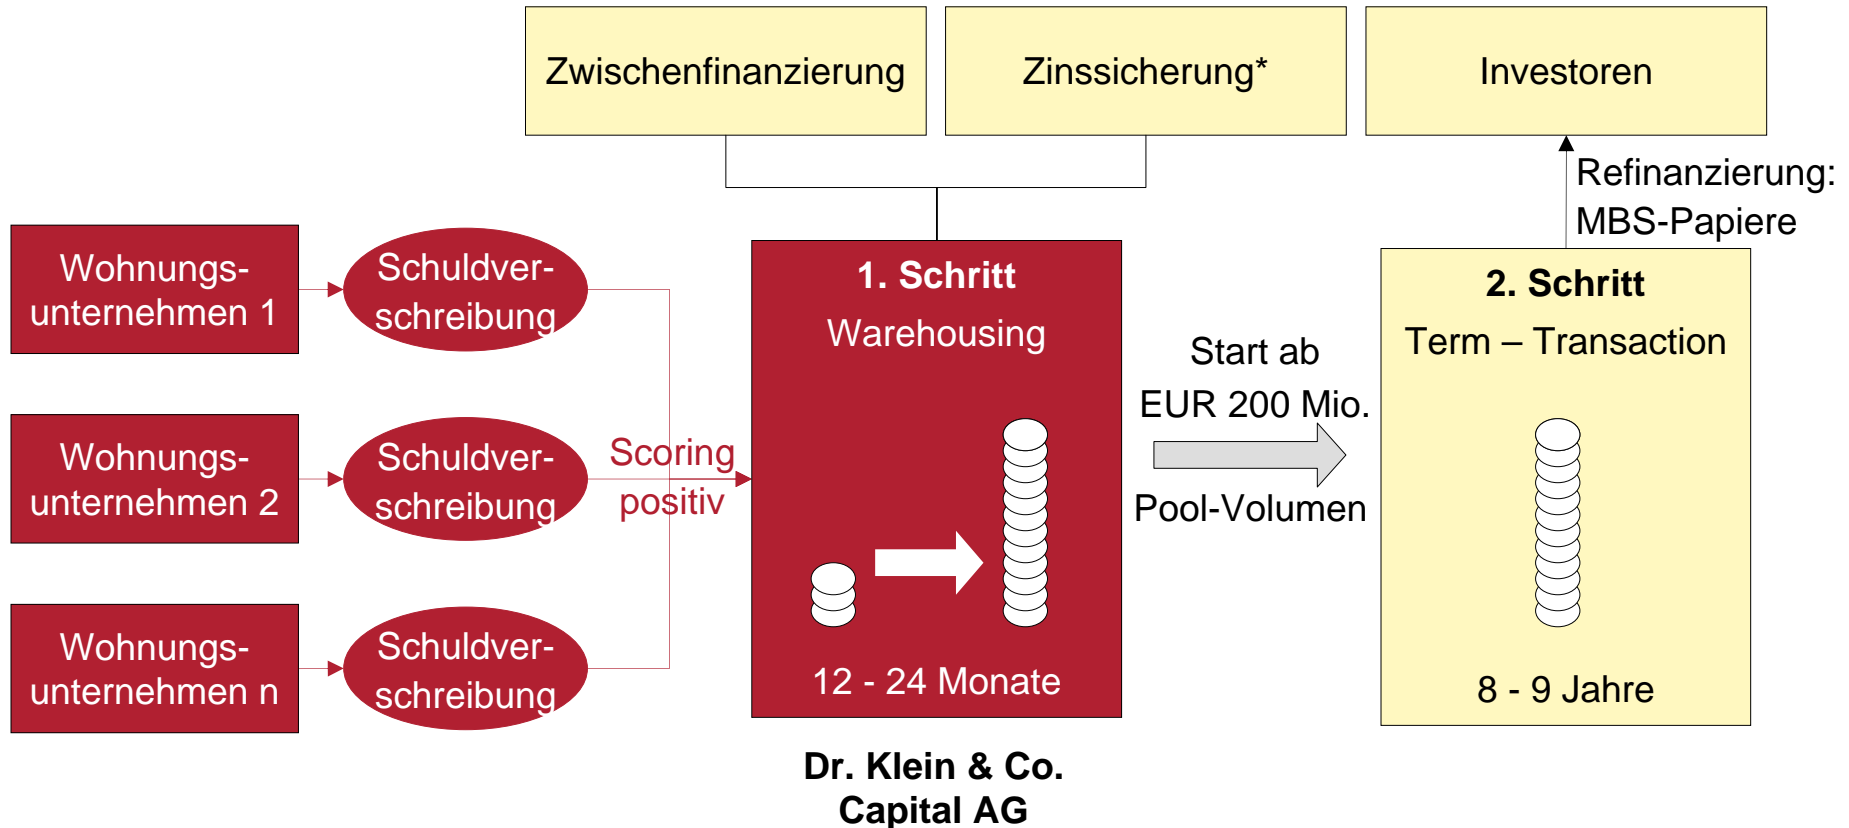 Zwischenfinanzierung
Zinssicherung*
Investoren
Refinanzierung:
MBS-Papiere
Wohnungs-
unternehmen 1
Schuldver-
schreibung
Wohnungs-
unternehmen 2
Schuldver-
schreibung
Wohnungs-
unternehmen n
Schuldver-
schreibung
Scoring
positiv
1. Schritt
Warehousing
12 - 24 Monate
Dr. Klein & Co.
Capital AG
Start ab
EUR 200 Mio.
Pool-Volumen
2. Schritt
Term – Transaction
8 - 9 Jahre